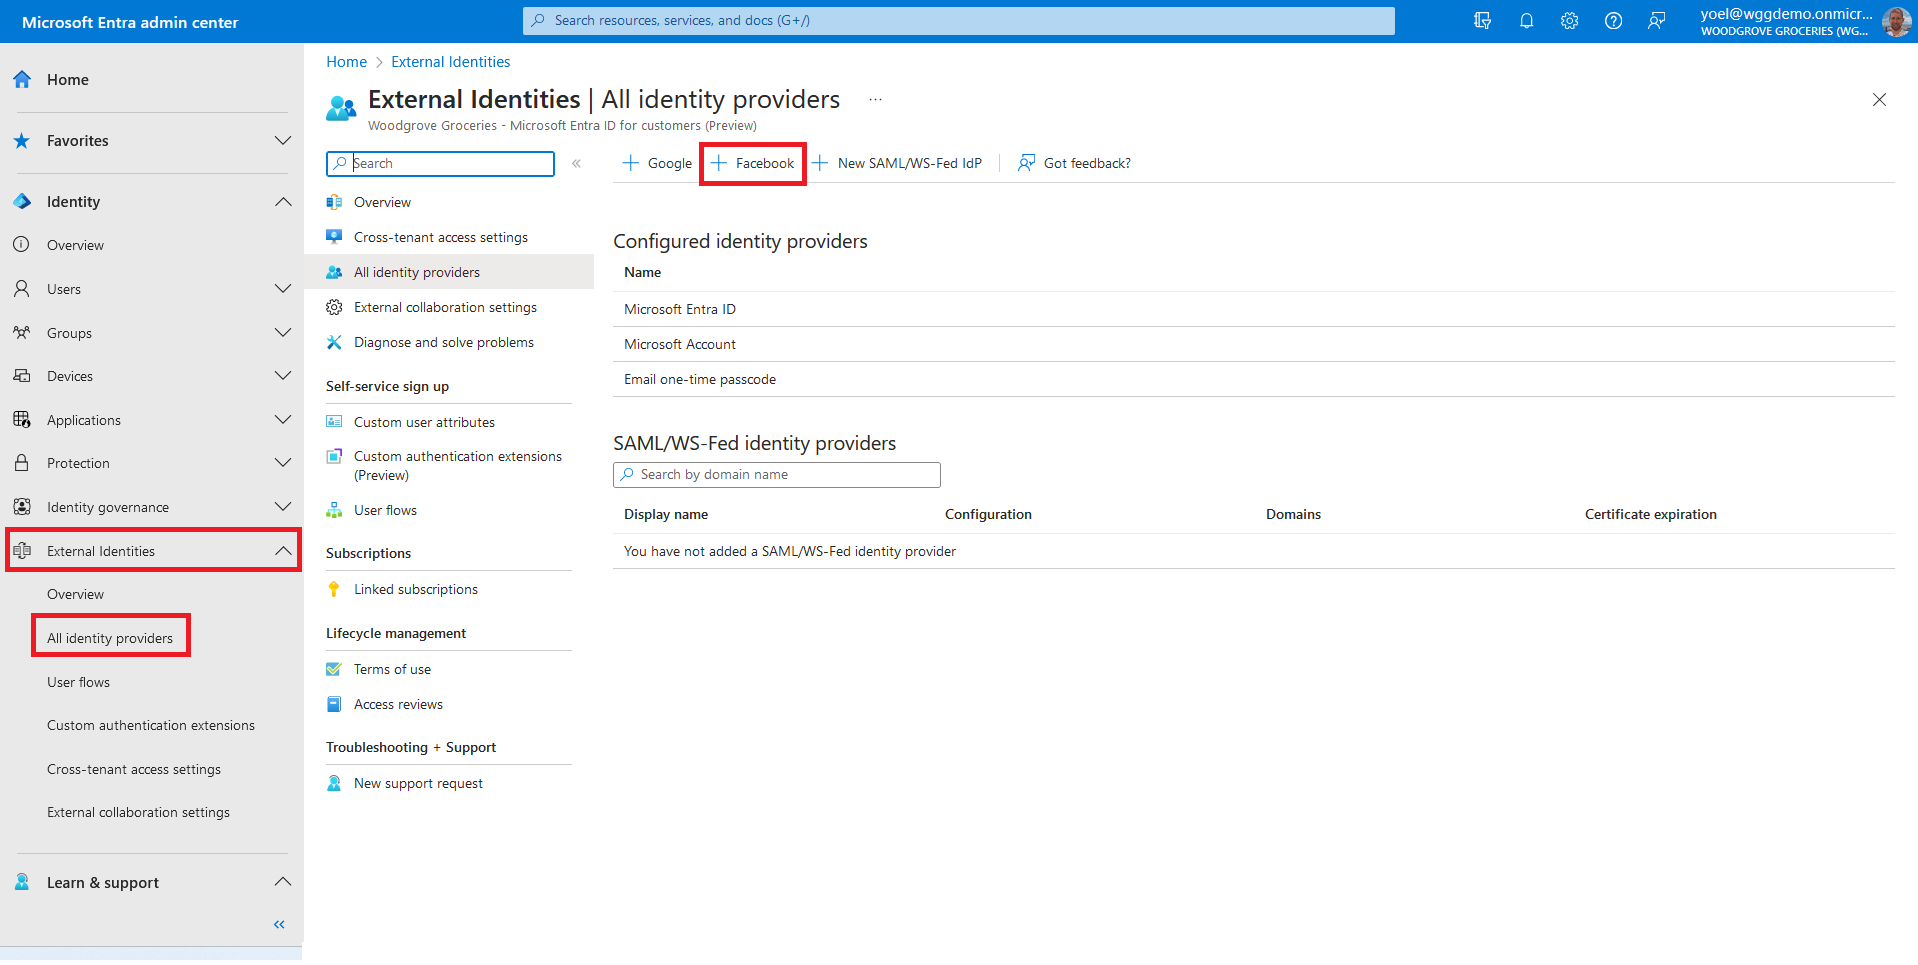 Microsoft Entra admin center
Search resources, services, and docs (G+/)
yoel@wggdemo.onmicr...
WOODGROVE GROCERIES (WG...
Home
Favorites
Identity
Overview
Users
Groups
Devices
Applications
Protection
Identity governance
External Identities
Overview
All identity providers
User flows
Custom authentication extensions
Cross-tenant access settings
External collaboration settings
Learn & support
Home > External Identities
External Identities | All identity providers ...
Woodgrove Groceries - Microsoft Entra ID for customers (Preview)
Search
Overview
Cross-tenant access settings
All identity providers
External collaboration settings
Diagnose and solve problems
Self-service sign up
Custom user attributes
Custom authentication extensions
(Preview)
User flows
Subscriptions
Linked subscriptions
Lifecycle management
Terms of use
Access reviews
Troubleshooting + Support
New support request
Google Facebook New SAML/WS-Fed IdP Got feedback?
Configured identity providers
Name
Microsoft Entra ID
Microsoft Account
Email one-time passcode
SAML/WS-Fed identity providers
Search by domain name
Display name Configuration Domains Certificate expiration
You have not added a SAML/WS-Fed identity provider